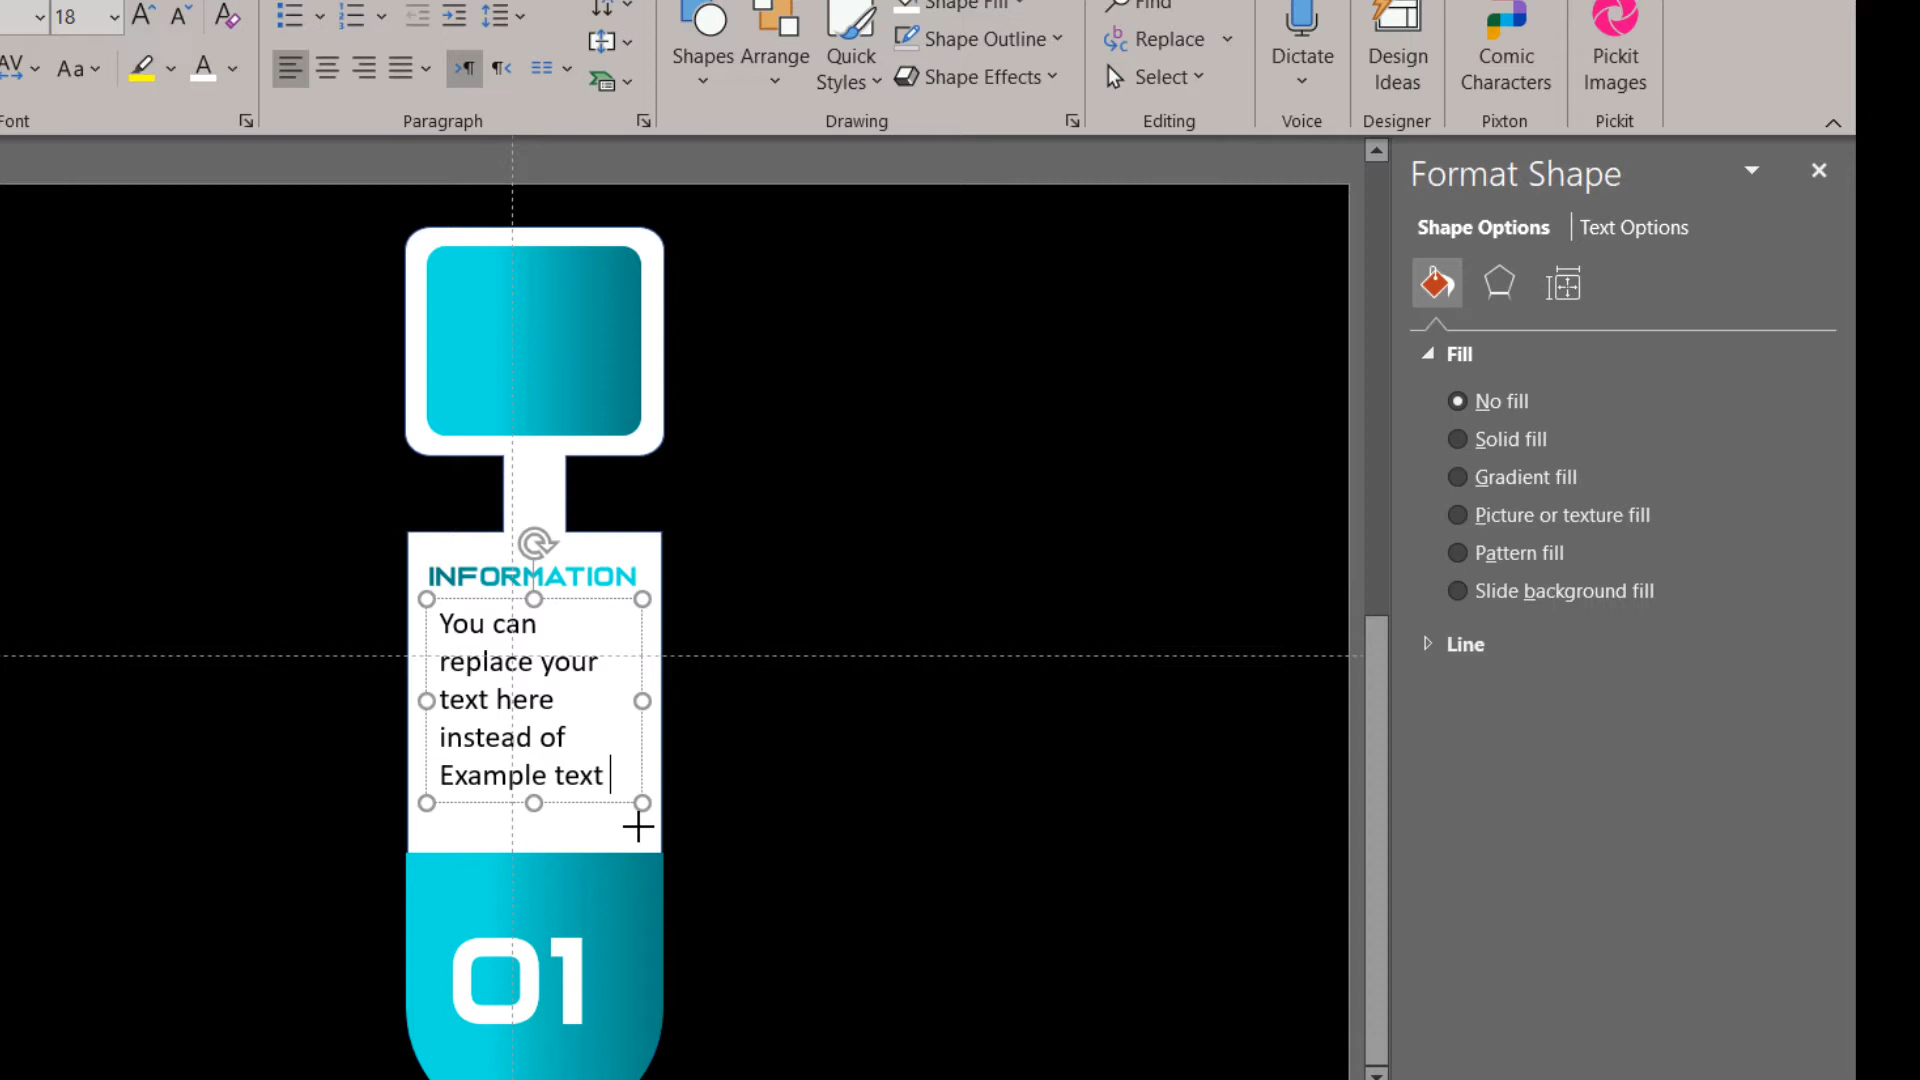 Shape Fill
Find
18
Aa
A
Shapes
Arrange
Quick
Styles
Shape Outline
Shape Effects
Replace
Select
Dictate
Design
Ideas
Comic
Characters
Pickit
Images
Font
Paragraph
Drawing
Editing
Voice
Designer
Pixton
Pickit
Format Shape
Shape Options
Text Options
Fill
No fill
Solid fill
Gradient fill
Picture or texture fill
Pattern fill
Slide background fill
Line
INFORMATION
You can
replace your
text here
instead of
Example text
01